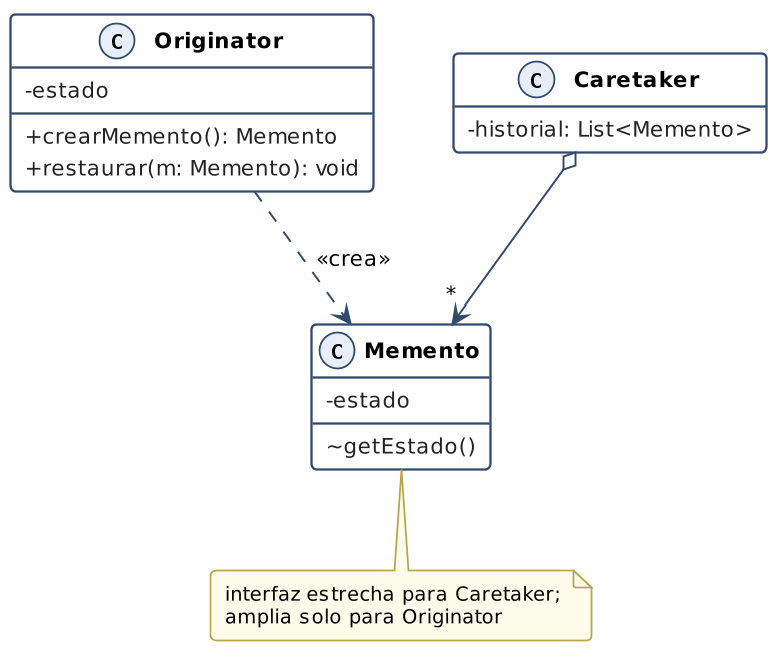 C Originator
-estado
+crearMemento(): Memento
+restaurar(m: Memento): void
C Caretaker
-historial: List<Memento>
«crea»
*
C Memento
-estado
~getEstado()
interfaz estrecha para Caretaker;
amplia solo para Originator